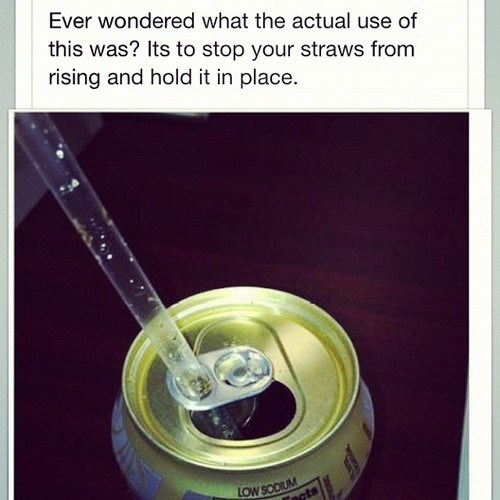 Ever wondered what the actual use of
this was? Its to stop your straws from
rising and hold it in place.
LOW SODIUM
Facts